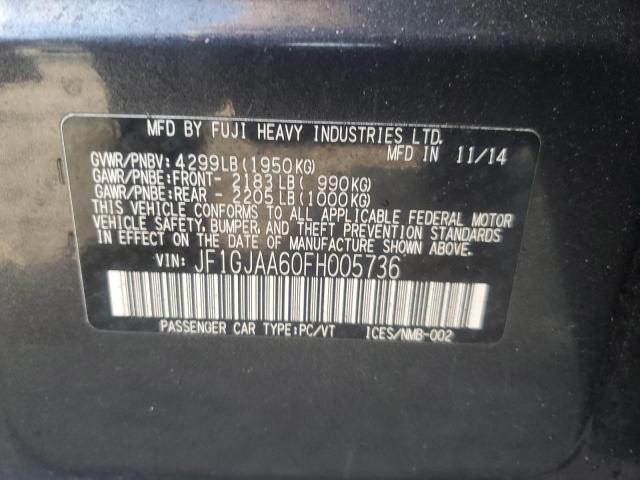 MFD BY FUJI HEAVY INDUSTRIES LTD.
MFD IN 11/14
GVWR/PNBV: 4299LB(1950KG)
GAWR/PNBE:FRONT- 2183LB( 990KG)
GAWR/PNBE:REAR - 2205LB(1000KG)
THIS VEHICLE CONFORMS TO ALL APPLICABLE FEDERAL MOTOR
VEHICLE SAFETY, BUMPER, AND THEFT PREVENTION STANDARDS
IN EFFECT ON THE DATE OF MANUFACTURE SHOWN ABOVE.
VIN: JF1GJAA60FH005736
PASSENGER CAR TYPE:PC/VT ICES/NMB-002